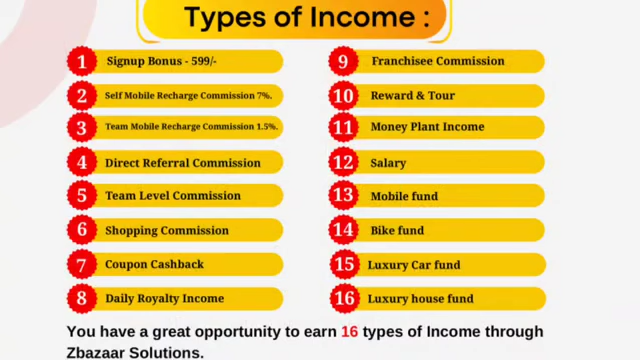 Types of Income :
1 Signup Bonus - 599/-
2 Self Mobile Recharge Commission 7%.
3 Team Mobile Recharge Commission 1.5%.
4 Direct Referral Commission
5 Team Level Commission
6 Shopping Commission
7 Coupon Cashback
8 Daily Royalty Income
9 Franchisee Commission
10 Reward & Tour
11 Money Plant Income
12 Salary
13 Mobile fund
14 Bike fund
15 Luxury Car fund
16 Luxury house fund
You have a great opportunity to earn 16 types of Income through
Zbazaar Solutions.